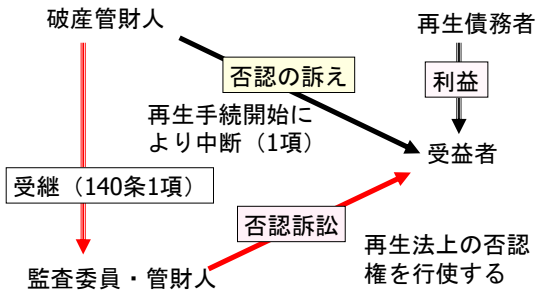 破産管財人
再生債務者
否認の訴え
利益
再生手続開始に
より中断（1項）
受益者
受継（140条1項）
否認訴訟
再生法上の否認
権を行使する
監査委員・管財人